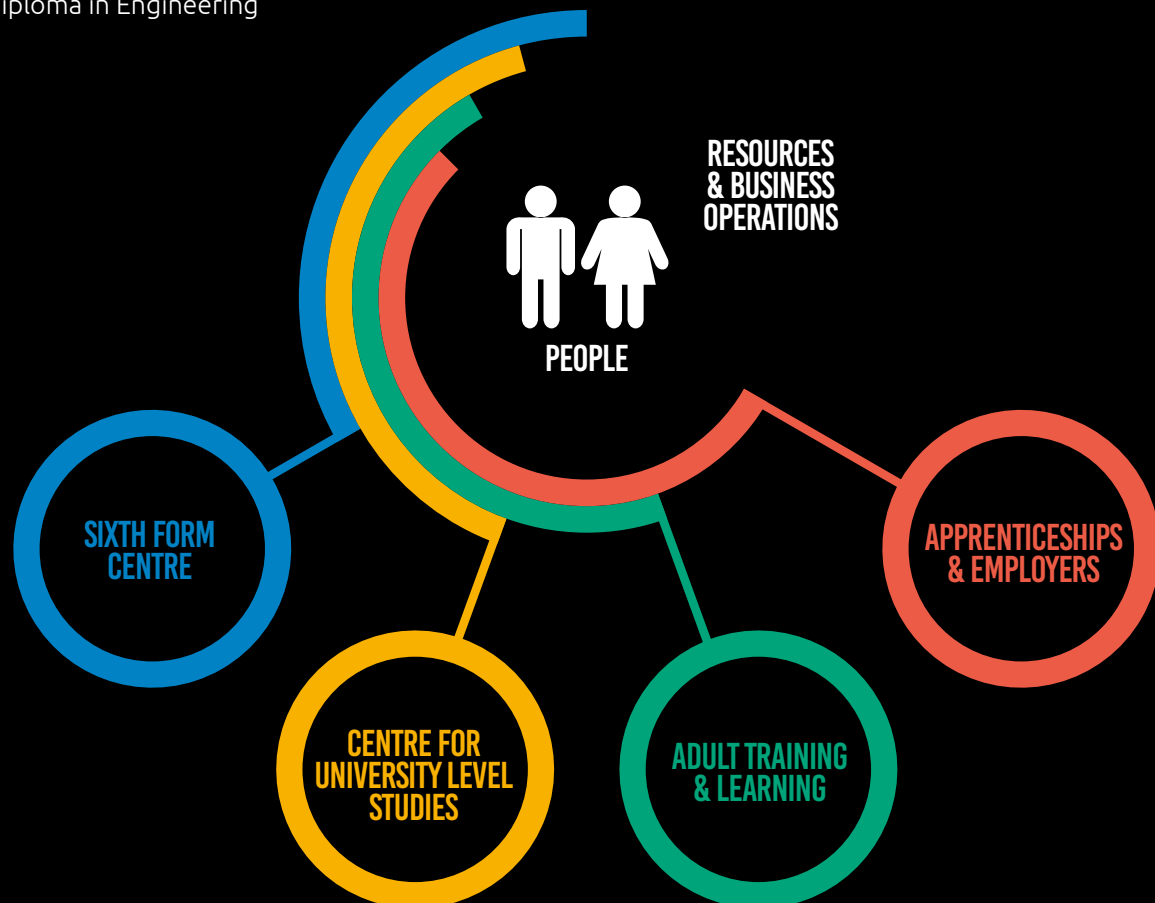 iploma in Engineering
RESOURCES
& BUSINESS
OPERATIONS
PEOPLE
SIXTH FORM
CENTRE
APPRENTICESHIPS
& EMPLOYERS
CENTRE FOR
UNIVERSITY LEVEL
STUDIES
ADULT TRAINING
& LEARNING